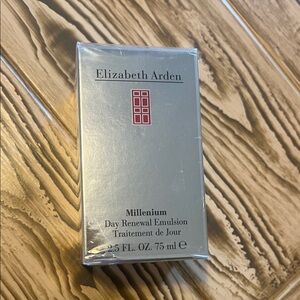 Elizabeth Arden
Millenium
Day Renewal Emulsion
Traitement de Jour
2.5 FL. OZ. 75 ml ℮